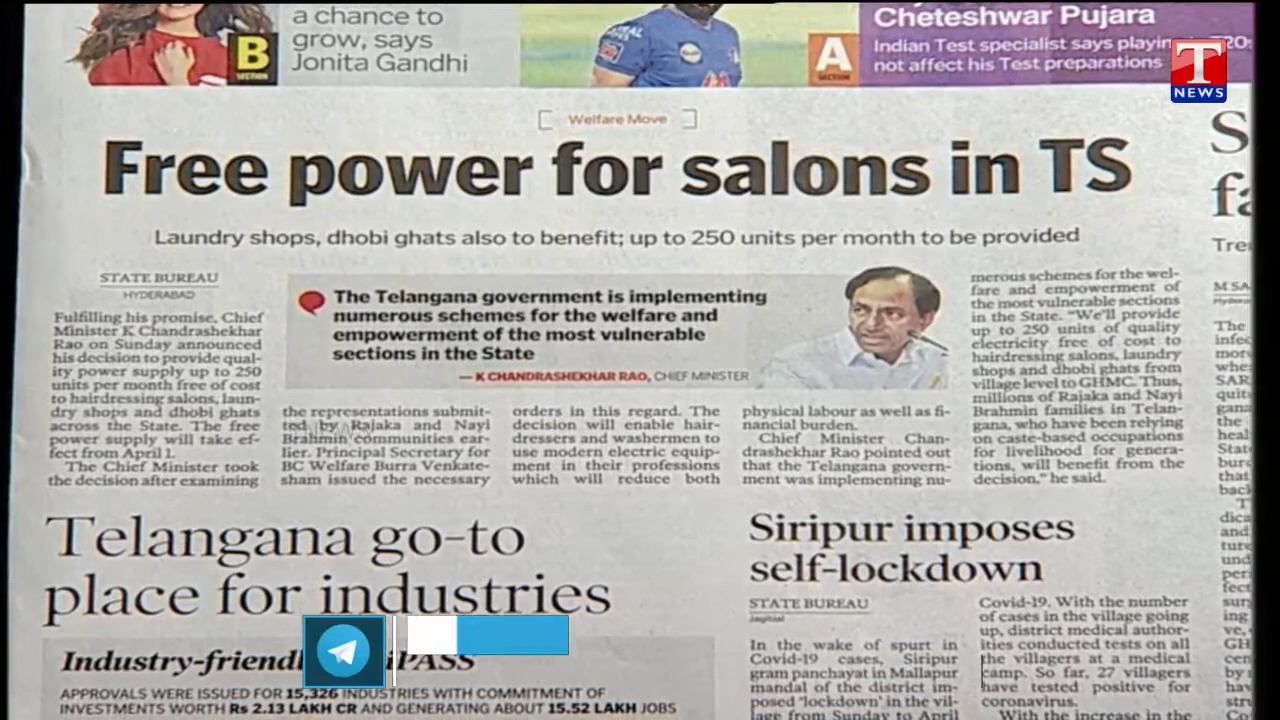 a chance to
grow, says
Jonita Gandhi
B
SECTION
A
SECTION
Cheteshwar Pujara
Indian Test specialist says playing
not affect his Test preparations
T
NEWS
Welfare Move
Free power for salons in TS
Laundry shops, dhobi ghats also to benefit; up to 250 units per month to be provided
STATE BUREAU
HYDERABAD
Fulfilling his promise, Chief
Minister K Chandrashekhar
Rao on Sunday announced
his decision to provide qual-
ity power supply up to 250
units per month free of cost
to hairdressing salons, laun-
dry shops and dhobi ghats
across the State. The free
power supply will take ef-
fect from April 1.
The Chief Minister took
the decision after examining
The Telangana government is implementing
numerous schemes for the welfare and
empowerment of the most vulnerable
sections in the State
— K CHANDRASHEKHAR RAO, CHIEF MINISTER
the representations submit-
ted by Rajaka and Nayi
Brahmin communities ear-
lier. Principal Secretary for
BC Welfare Burra Venkate-
sham issued the necessary
orders in this regard. The
decision will enable hair-
dressers and washermen to
use modern electric equip-
ment in their professions
which will reduce both
physical labour as well as fi-
nancial burden.
Chief Minister Chan-
drashekhar Rao pointed out
that the Telangana govern-
ment was implementing nu-
merous schemes for the wel-
fare and empowerment of
the most vulnerable sections
in the State. “We'll provide
up to 250 units of quality
electricity free of cost to
hairdressing salons, laundry
shops and dhobi ghats from
village level to GHMC. Thus,
millions of Rajaka and Nayi
Brahmin families in Telan-
gana, who have been relying
on caste-based occupations
for livelihood for genera-
tions, will benefit from the
decision,” he said.
Telangana go-to
place for industries
APPROVALS WERE ISSUED FOR 15,326 INDUSTRIES WITH COMMITMENT OF
INVESTMENTS WORTH Rs 2.13 LAKH CR AND GENERATING ABOUT 15.52 LAKH JOBS
Siripur imposes
self-lockdown
STATE BUREAU
Jagitial
In the wake of spurt in
Covid-19 cases, Siripur
gram panchayat in Mallapur
mandal of the district im-
posed 'lockdown' in the vil-
lage from Sunday to April
Covid-19. With the number
of cases in the village going
up, district medical author-
ities conducted tests on all
the villagers at a medical
camp. So far, 27 villagers
have tested positive for
coronavirus.
With the increase in the